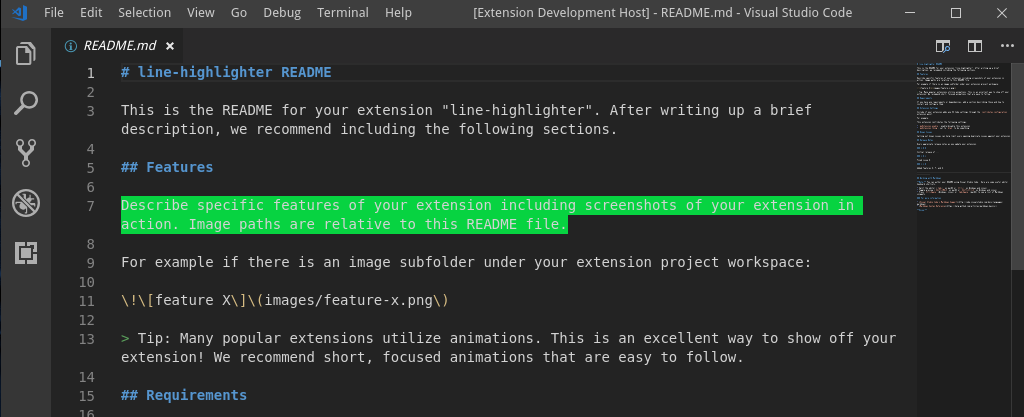 File Edit Selection View Go Debug Terminal Help [Extension Development Host] - README.md - Visual Studio Code
README.md
1 # line-highlighter README
2
3 This is the README for your extension "line-highlighter". After writing up a brief
description, we recommend including the following sections.
4
5 ## Features
6
7 Describe specific features of your extension including screenshots of your extension in
action. Image paths are relative to this README file.
8
9 For example if there is an image subfolder under your extension project workspace:
10
11 \!\[feature X\]\(images/feature-x.png\)
12
13 > Tip: Many popular extensions utilize animations. This is an excellent way to show off your
extension! We recommend short, focused animations that are easy to follow.
14
15 ## Requirements
16